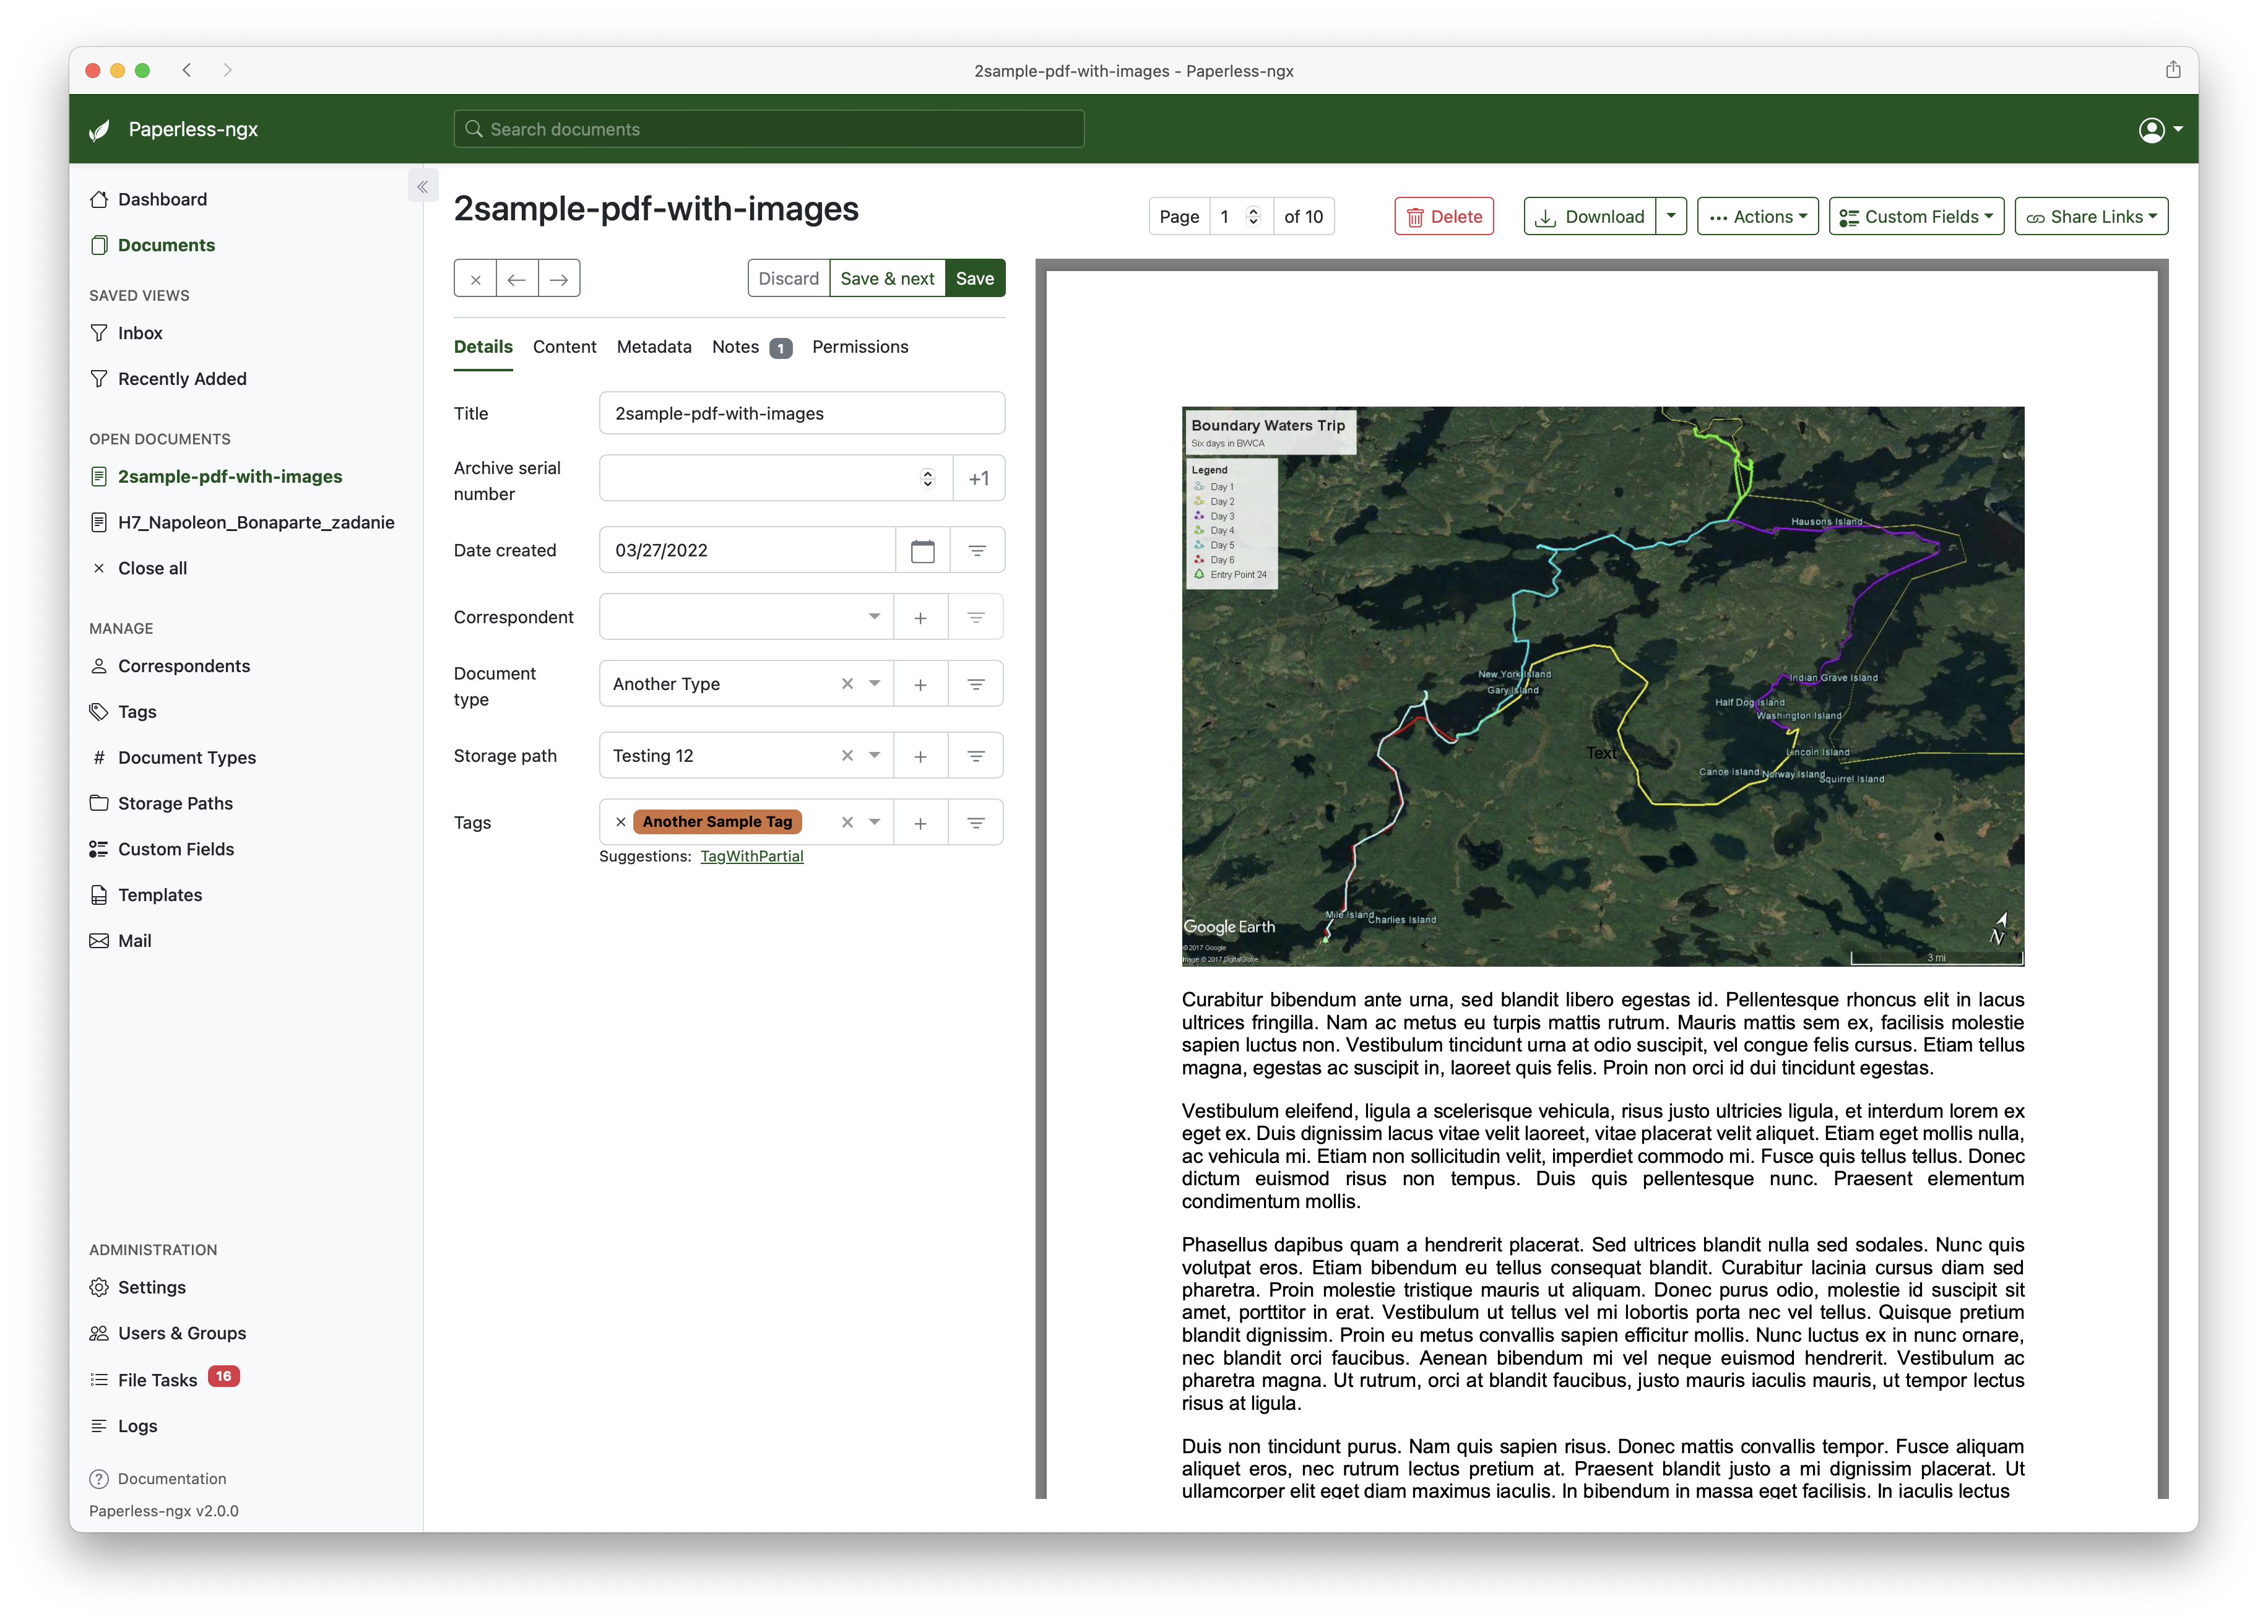 2sample-pdf-with-images - Paperless-ngx
Paperless-ngx
Search documents
Dashboard
Documents
SAVED VIEWS
Inbox
Recently Added
OPEN DOCUMENTS
2sample-pdf-with-images
H7_Napoleon_Bonaparte_zadanie
Close all
MANAGE
Correspondents
Tags
# Document Types
Storage Paths
Custom Fields
Templates
Mail
ADMINISTRATION
Settings
Users & Groups
File Tasks 16
Logs
? Documentation
Paperless-ngx v2.0.0
2sample-pdf-with-images
Page 1 of 10
Delete
Download
Actions
Custom Fields
Share Links
Discard Save & next Save
Details Content Metadata Notes 1 Permissions
Title 2sample-pdf-with-images
Archive serial
number
+1
Date created 03/27/2022
Correspondent
Document
type
Another Type
Storage path Testing 12
Tags Another Sample Tag
Suggestions: TagWithPartial
Boundary Waters Trip
Six days in BWCA
Legend
Day 1
Day 2
Day 3
Day 4
Day 5
Day 6
Entry Point 24
Hausons Island
New York Island
Gary Island
Indian Grave Island
Half Dog Island
Washington Island
Text
Lincoln Island
Canoe Island
Norway Island
Squirrel Island
Mile Island
Charlies Island
Google Earth
© 2017 Google
Image © 2017 DigitalGlobe
N
3 mi
Curabitur bibendum ante urna, sed blandit libero egestas id. Pellentesque rhoncus elit in lacus
ultrices fringilla. Nam ac metus eu turpis mattis rutrum. Mauris mattis sem ex, facilisis molestie
sapien luctus non. Vestibulum tincidunt urna at odio suscipit, vel congue felis cursus. Etiam tellus
magna, egestas ac suscipit in, laoreet quis felis. Proin non orci id dui tincidunt egestas.
Vestibulum eleifend, ligula a scelerisque vehicula, risus justo ultricies ligula, et interdum lorem ex
eget ex. Duis dignissim lacus vitae velit laoreet, vitae placerat velit aliquet. Etiam eget mollis nulla,
ac vehicula mi. Etiam non sollicitudin velit, imperdiet commodo mi. Fusce quis tellus tellus. Donec
dictum euismod risus non tempus. Duis quis pellentesque nunc. Praesent elementum
condimentum mollis.
Phasellus dapibus quam a hendrerit placerat. Sed ultrices blandit nulla sed sodales. Nunc quis
volutpat eros. Etiam bibendum eu tellus consequat blandit. Curabitur lacinia cursus diam sed
pharetra. Proin molestie tristique mauris ut aliquam. Donec purus odio, molestie id suscipit sit
amet, porttitor in erat. Vestibulum ut tellus vel mi lobortis porta nec vel tellus. Quisque pretium
blandit dignissim. Proin eu metus convallis sapien efficitur mollis. Nunc luctus ex in nunc ornare,
nec blandit orci faucibus. Aenean bibendum mi vel neque euismod hendrerit. Vestibulum ac
pharetra magna. Ut rutrum, orci at blandit faucibus, justo mauris iaculis mauris, ut tempor lectus
risus at ligula.
Duis non tincidunt purus. Nam quis sapien risus. Donec mattis convallis tempor. Fusce aliquam
aliquet eros, nec rutrum lectus pretium at. Praesent blandit justo a mi dignissim placerat. Ut
ullamcorper elit eget diam maximus iaculis. In bibendum in massa eget facilisis. In iaculis lectus